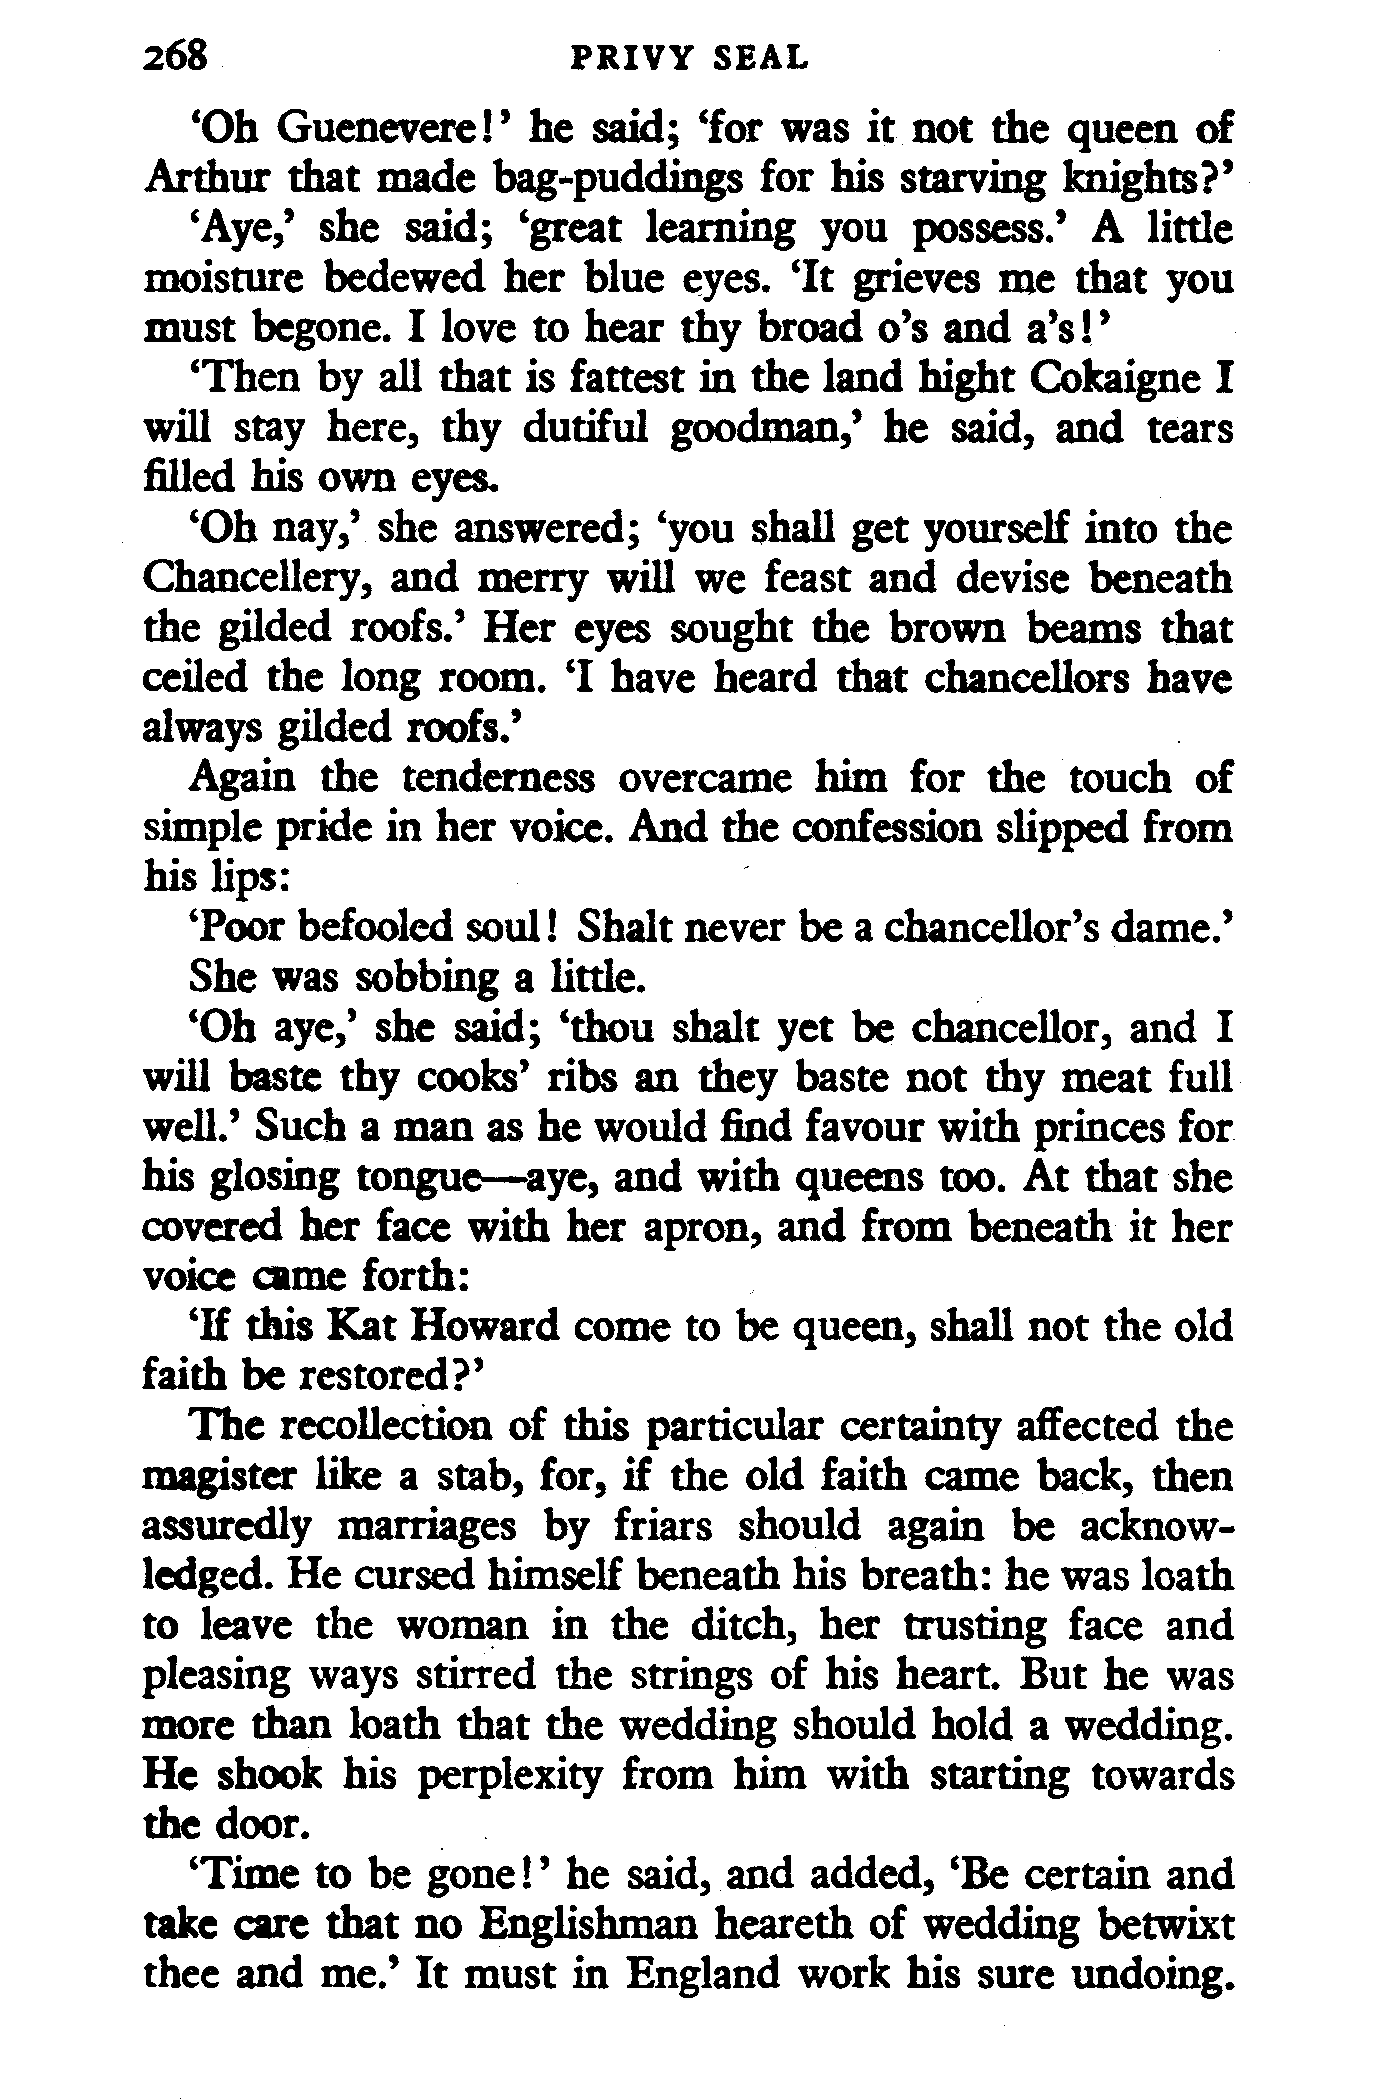 268 PRIVY SEAL
‘Oh Guenevere!’ he said; ‘for was it not the queen of
Arthur that made bag-puddings for his starving knights?’
‘Aye,’ she said; ‘great learning you possess.’ A little
moisture bedewed her blue eyes. ‘It grieves me that you
must begone. I love to hear thy broad o’s and a’s!’
‘Then by all that is fattest in the land hight Cokaigne I
will stay here, thy dutiful goodman,’ he said, and tears
filled his own eyes.
‘Oh nay,’ she answered; ‘you shall get yourself into the
Chancellery, and merry will we feast and devise beneath
the gilded roofs.’ Her eyes sought the brown beams that
ceiled the long room. ‘I have heard that chancellors have
always gilded roofs.’
Again the tenderness overcame him for the touch of
simple pride in her voice. And the confession slipped from
his lips:
‘Poor befooled soul! Shalt never be a chancellor’s dame.’
She was sobbing a little.
‘Oh aye,’ she said; ‘thou shalt yet be chancellor, and I
will baste thy cooks’ ribs an they baste not thy meat full
well.’ Such a man as he would find favour with princes for
his glosing tongue—aye, and with queens too. At that she
covered her face with her apron, and from beneath it her
voice came forth:
‘If this Kat Howard come to be queen, shall not the old
faith be restored?’
The recollection of this particular certainty affected the
magister like a stab, for, if the old faith came back, then
assuredly marriages by friars should again be acknow-
ledged. He cursed himself beneath his breath: he was loath
to leave the woman in the ditch, her trusting face and
pleasing ways stirred the strings of his heart. But he was
more than loath that the wedding should hold a wedding.
He shook his perplexity from him with starting towards
the door.
‘Time to be gone!’ he said, and added, ‘Be certain and
take care that no Englishman heareth of wedding betwixt
thee and me.’ It must in England work his sure undoing.